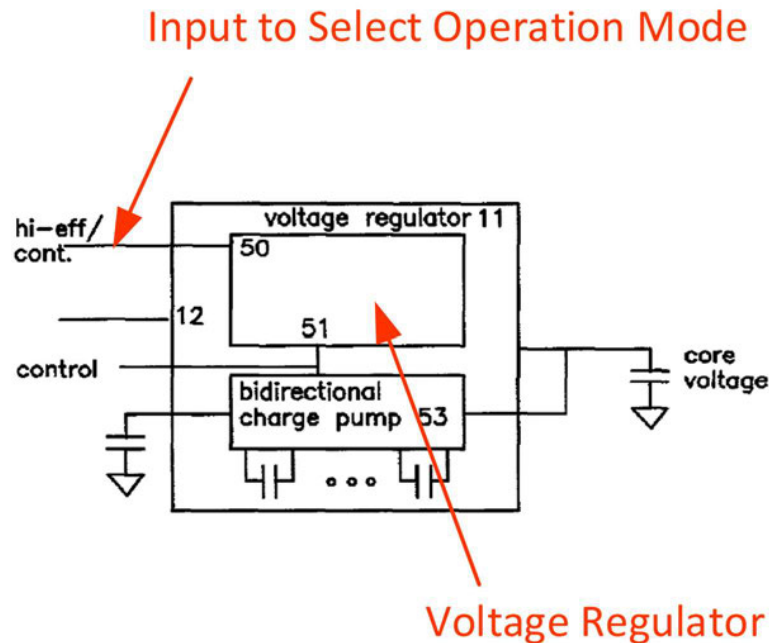 Input to Select Operation Mode
voltage regulator 11
hi-eff/
cont.
50
12
51
control
core
voltage
bidirectional
charge pump 53
Voltage Regulator